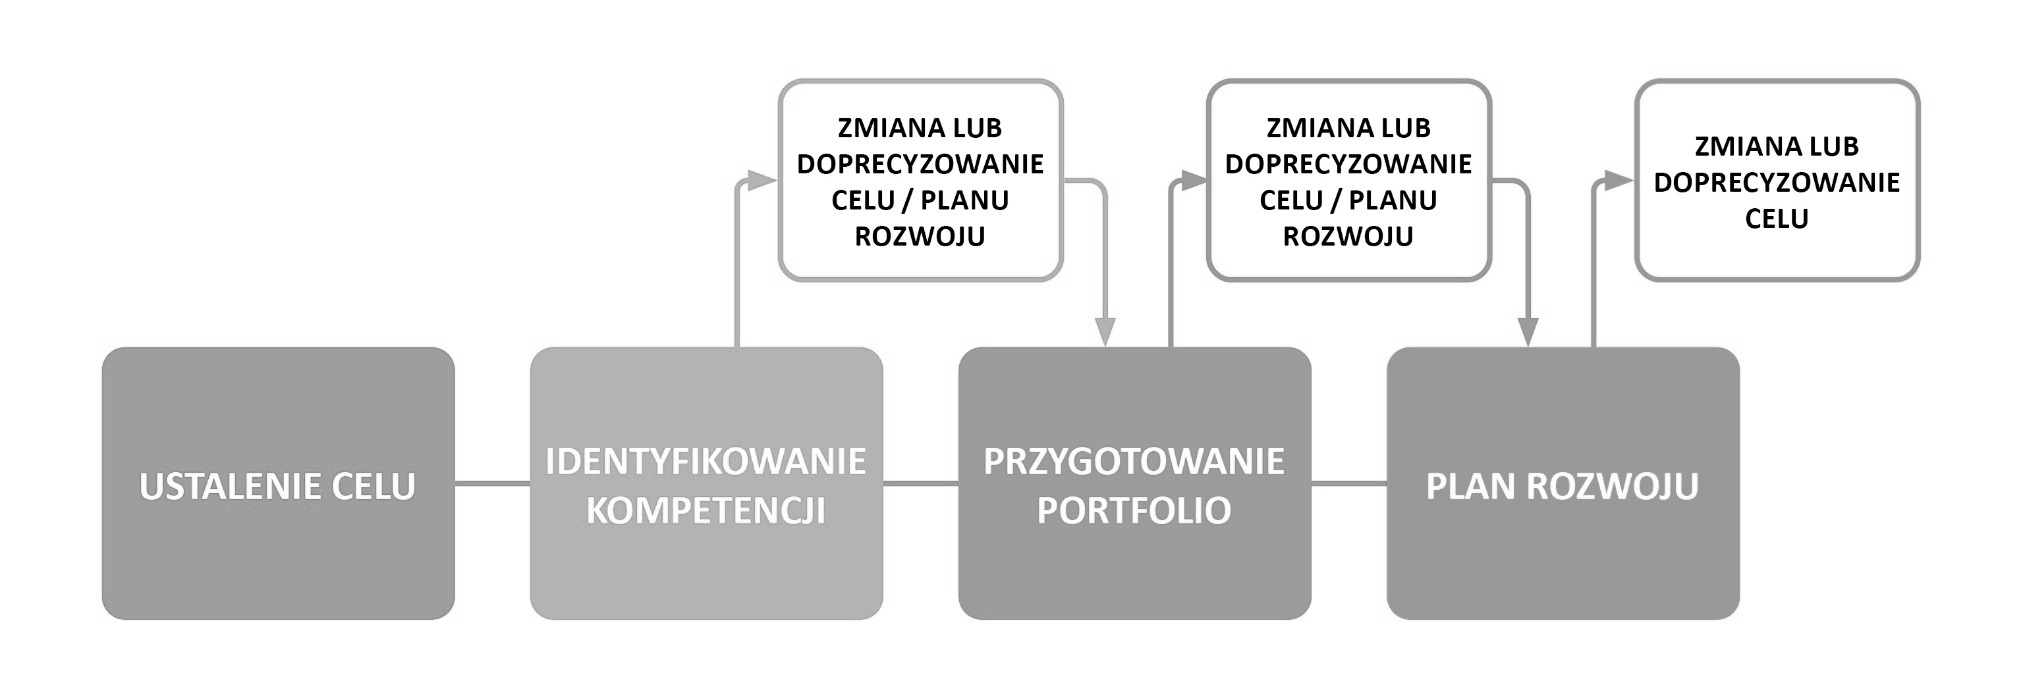 ZMIANA LUB
DOPRECYZOWANIE
CELU / PLANU
ROZWOJU
ZMIANA LUB
DOPRECYZOWANIE
CELU / PLANU
ROZWOJU
ZMIANA LUB
DOPRECYZOWANIE
CELU
USTALENIE CELU
IDENTYFIKOWANIE
KOMPETENCJI
PRZYGOTOWANIE
PORTFOLIO
PLAN ROZWOJU